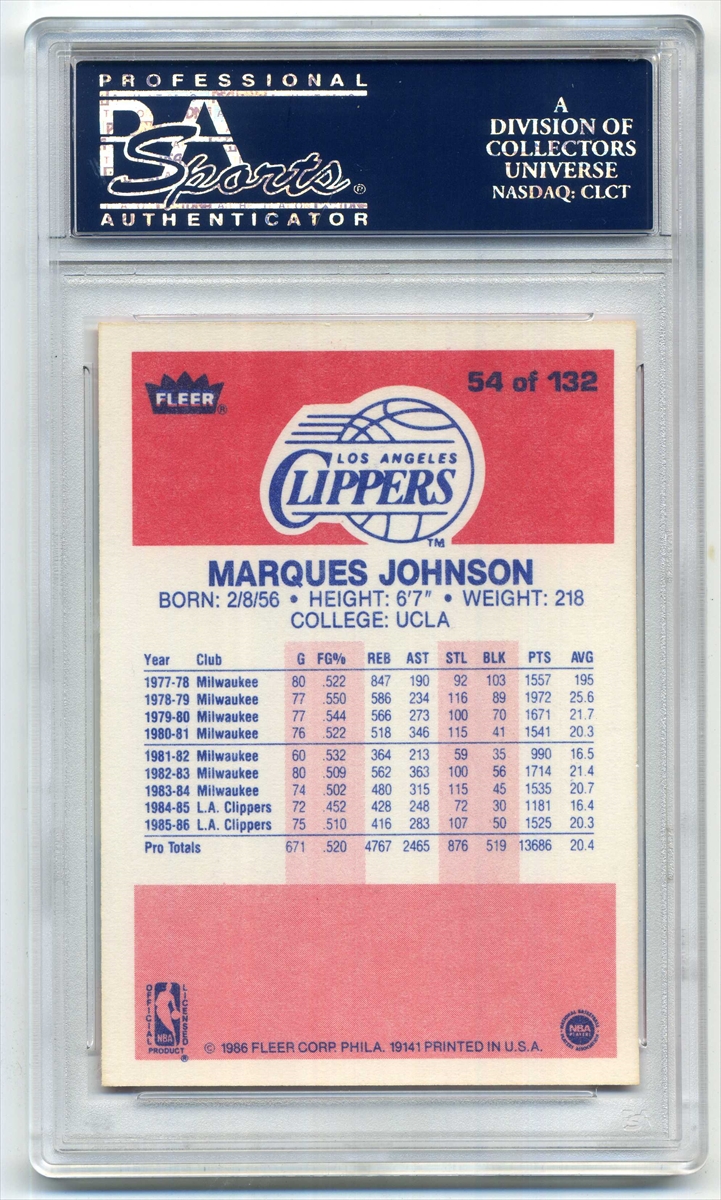 PROFESSIONAL
PSA
Sports®
AUTHENTICATOR
A
DIVISION OF
COLLECTORS
UNIVERSE
NASDAQ: CLCT
FLEER®
54 of 132
LOS ANGELES
CLIPPERS
TM
MARQUES JOHNSON
BORN: 2/8/56 • HEIGHT: 6'7" • WEIGHT: 218
COLLEGE: UCLA
Year Club G FG% REB AST STL BLK PTS AVG
1977-78 Milwaukee 80 .522 847 190 92 103 1557 195
1978-79 Milwaukee 77 .550 586 234 116 89 1972 25.6
1979-80 Milwaukee 77 .544 566 273 100 70 1671 21.7
1980-81 Milwaukee 76 .522 518 346 115 41 1541 20.3
1981-82 Milwaukee 60 .532 364 213 59 35 990 16.5
1982-83 Milwaukee 80 .509 562 363 100 56 1714 21.4
1983-84 Milwaukee 74 .502 480 315 115 45 1535 20.7
1984-85 L.A. Clippers 72 .452 428 248 72 30 1181 16.4
1985-86 L.A. Clippers 75 .510 416 283 107 50 1525 20.3
Pro Totals 671 .520 4767 2465 876 519 13686 20.4
OFFICIAL
LICENSED
NBA
PRODUCT®
© 1986 FLEER CORP. PHILA. 19141 PRINTED IN U.S.A.
NATIONAL BASKETBALL
NBA
PLAYERS
ASSOCIATION